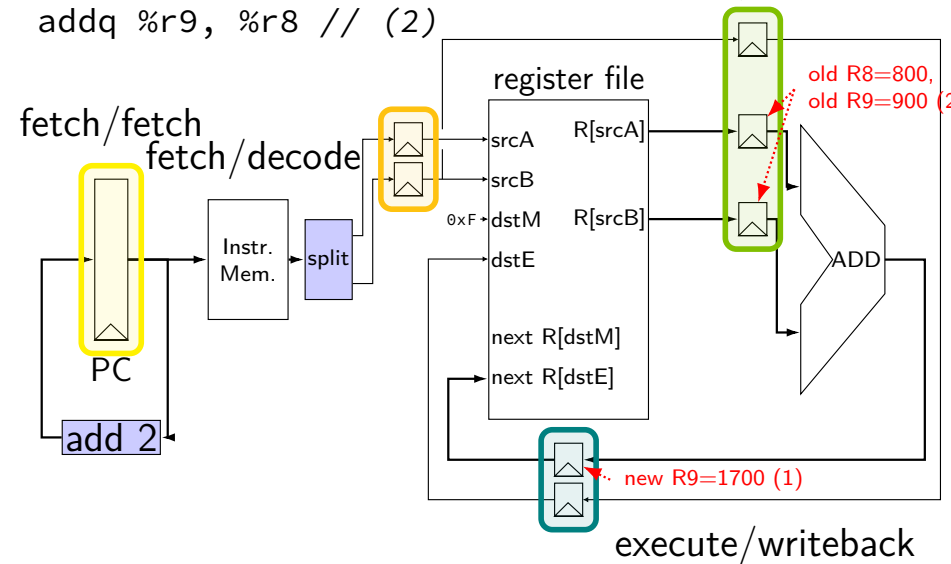 addq %r9, %r8 // (2)
old R8=800,
old R9=900 (2
register file
fetch/fetch
fetch/decode
srcA
R[srcA]
srcB
0xF
dstM
R[srcB]
Instr.
Mem.
split
dstE
ADD
next R[dstM]
PC
next R[dstE]
add 2
new R9=1700 (1)
execute/writeback